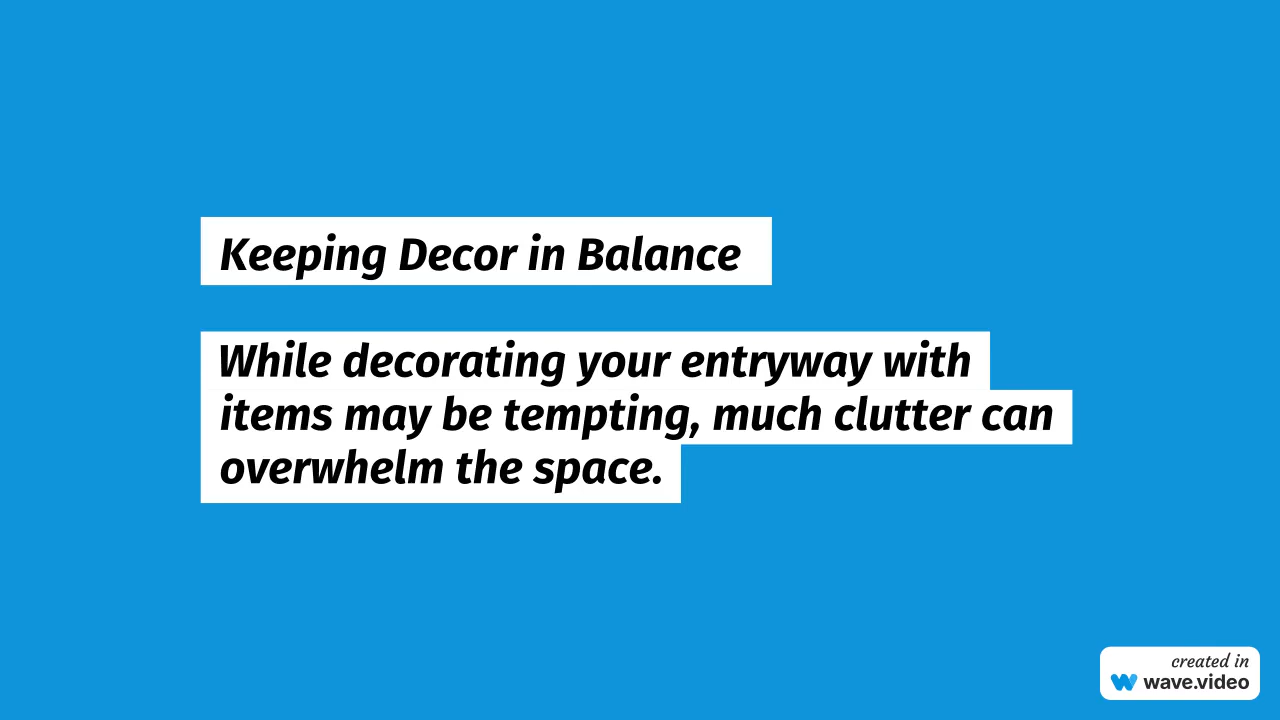 Keeping Decor in Balance
While decorating your entryway with
items may be tempting, much clutter can
overwhelm the space.
created in
wave.video